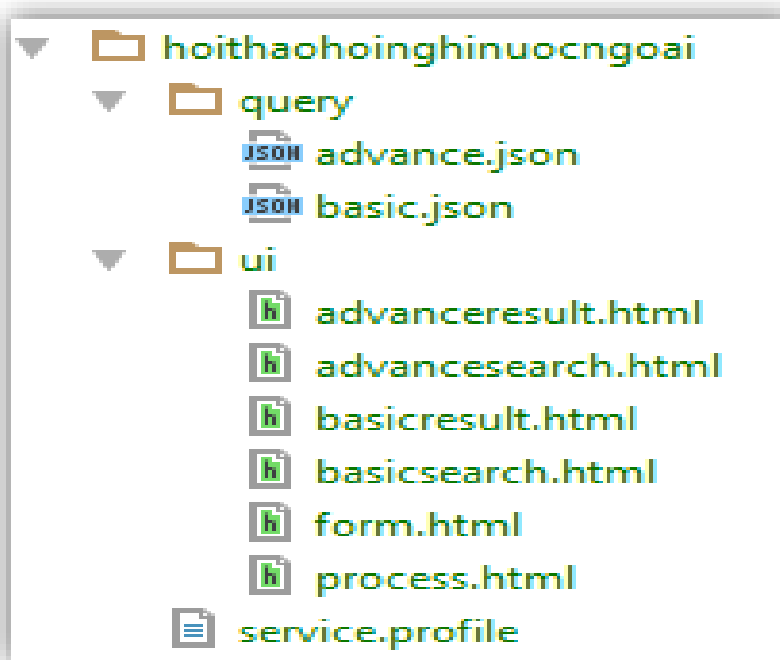 hoithaohoinghinuocngoai
query
JSON advance.json
JSON basic.json
ui
h advanceresult.html
h advancesearch.html
h basicresult.html
h basicsearch.html
h form.html
h process.html
service.profile